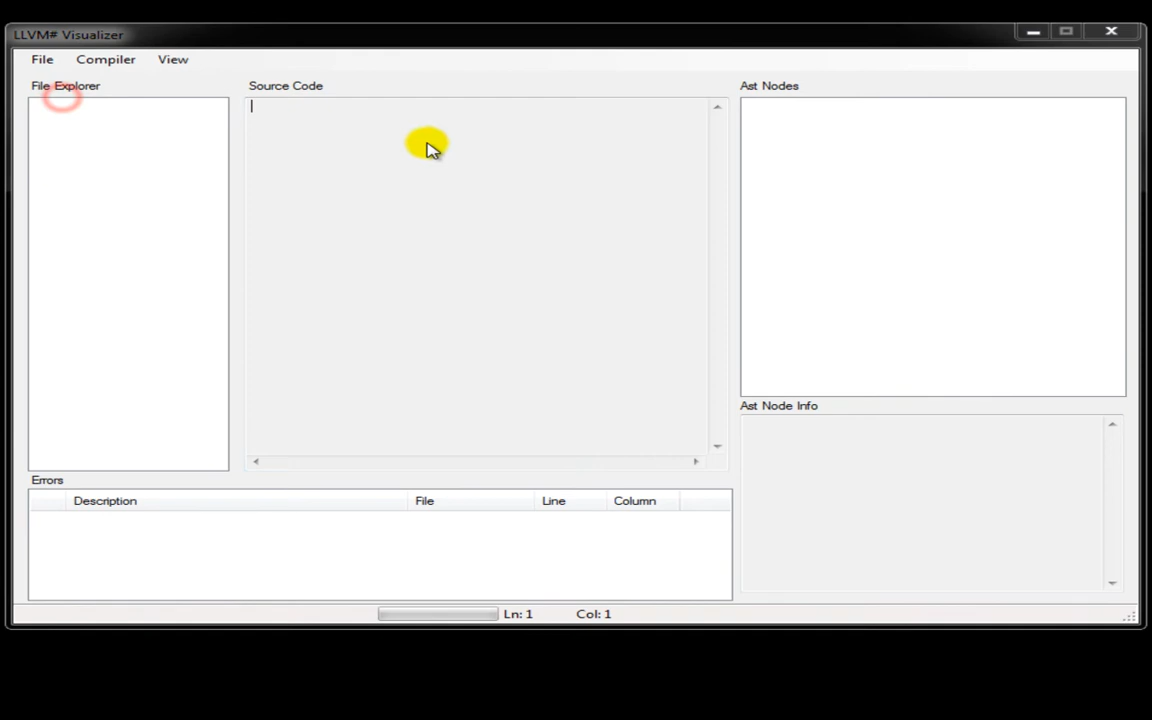 LLVM# Visualizer
File Compiler View
File Explorer Source Code Ast Nodes
Ast Node Info
Errors
Description File Line Column
Ln: 1 Col: 1